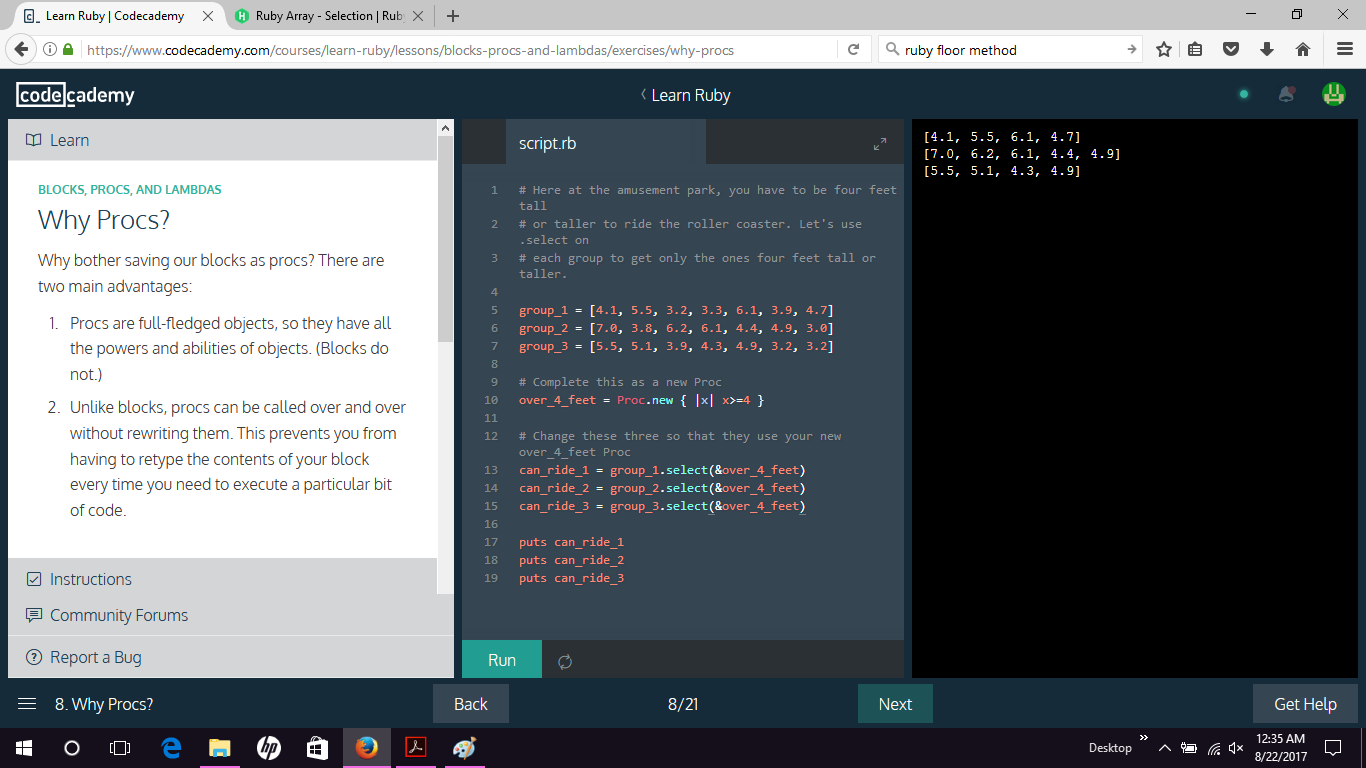 Learn Ruby | Codecademy
Ruby Array - Selection | Rub
https://www.codecademy.com/courses/learn-ruby/lessons/blocks-procs-and-lambdas/exercises/why-procs
ruby floor method
codecademy
Learn Ruby
Learn
BLOCKS, PROCS, AND LAMBDAS
Why Procs?
Why bother saving our blocks as procs? There are
two main advantages:
1. Procs are full-fledged objects, so they have all
the powers and abilities of objects. (Blocks do
not.)
2. Unlike blocks, procs can be called over and over
without rewriting them. This prevents you from
having to retype the contents of your block
every time you need to execute a particular bit
of code.
Instructions
Community Forums
Report a Bug
script.rb
1 # Here at the amusement park, you have to be four feet
tall
2 # or taller to ride the roller coaster. Let's use
.select on
3 # each group to get only the ones four feet tall or
taller.
4
5 group_1 = [4.1, 5.5, 3.2, 3.3, 6.1, 3.9, 4.7]
6 group_2 = [7.0, 3.8, 6.2, 6.1, 4.4, 4.9, 3.0]
7 group_3 = [5.5, 5.1, 3.9, 4.3, 4.9, 3.2, 3.2]
8
9 # Complete this as a new Proc
10 over_4_feet = Proc.new { |x| x>=4 }
11
12 # Change these three so that they use your new
over_4_feet Proc
13 can_ride_1 = group_1.select(&over_4_feet)
14 can_ride_2 = group_2.select(&over_4_feet)
15 can_ride_3 = group_3.select(&over_4_feet)
16
17 puts can_ride_1
18 puts can_ride_2
19 puts can_ride_3
Run
[4.1, 5.5, 6.1, 4.7]
[7.0, 6.2, 6.1, 4.4, 4.9]
[5.5, 5.1, 4.3, 4.9]
8. Why Procs?
Back
8/21
Next
Get Help
hp
Desktop
12:35 AM
8/22/2017